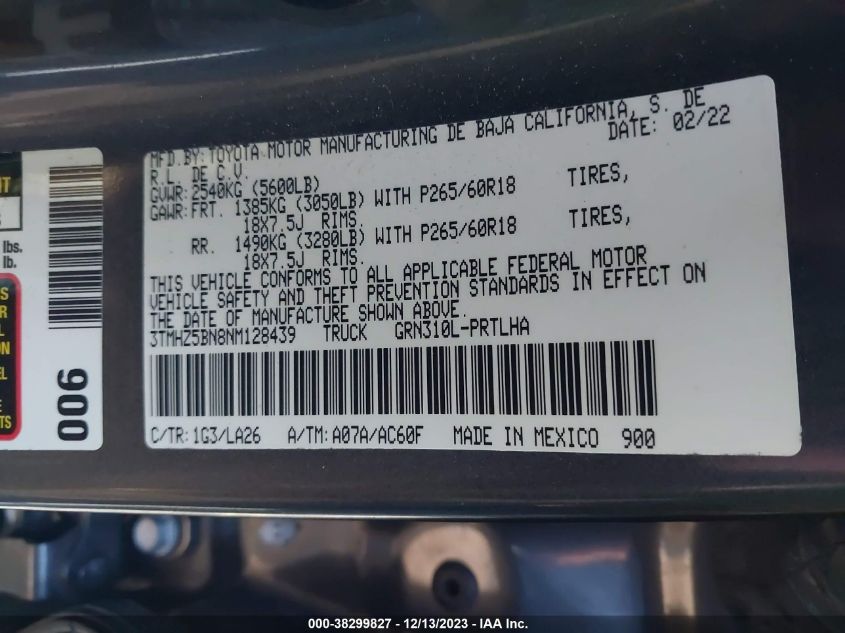 MFD.BY:TOYOTA MOTOR MANUFACTURING DE BAJA CALIFORNIA, S. DE
R.L. DE C.V. DATE: 02/22
GVWR: 2540KG (5600LB)
GAWR: FRT. 1385KG (3050LB) WITH P265/60R18 TIRES,
18X7.5J RIMS.
RR. 1490KG (3280LB) WITH P265/60R18 TIRES,
18X7.5J RIMS.
THIS VEHICLE CONFORMS TO ALL APPLICABLE FEDERAL MOTOR
VEHICLE SAFETY AND THEFT PREVENTION STANDARDS IN EFFECT ON
THE DATE OF MANUFACTURE SHOWN ABOVE.
3TMHZ5BN8NM128439 TRUCK GRN310L-PRTLHA
C/TR: 1G3/LA26 A/TM: A07A/AC60F MADE IN MEXICO 900
lbs.
lb.
900
000-38299827 - 12/13/2023 - IAA Inc.